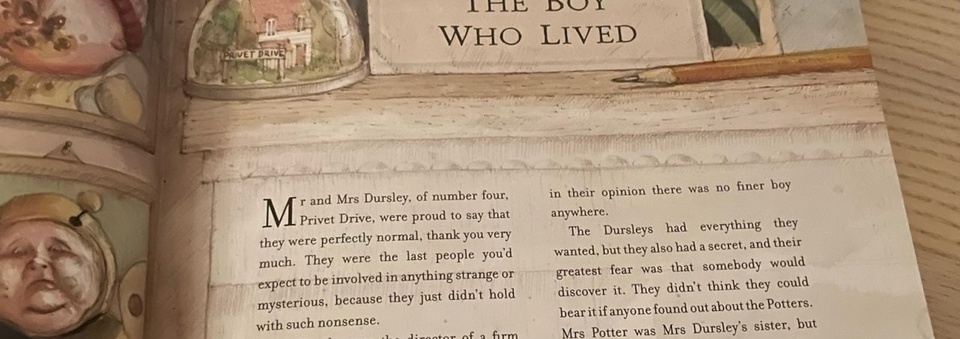 THE BOY
WHO LIVED
PRIVET DRIVE
Mr and Mrs Dursley, of number four,
Privet Drive, were proud to say that
they were perfectly normal, thank you very
much. They were the last people you'd
expect to be involved in anything strange or
mysterious, because they just didn't hold
with such nonsense.
the director of a firm
in their opinion there was no finer boy
anywhere.
The Dursleys had everything they
wanted, but they also had a secret, and their
greatest fear was that somebody would
discover it. They didn't think they could
bear it if anyone found out about the Potters.
Mrs Potter was Mrs Dursley's sister, but